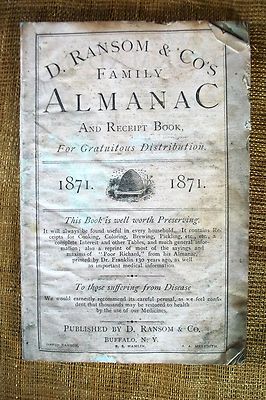 D. RANSOM & CO'S
FAMILY
ALMANAC
AND RECEIPT BOOK,
For Gratuitous Distribution.
1871. 1871.
This Book is well worth Preserving.
It will always be found useful in every household. It contains Re-
ceipts for Cooking, Coloring, Brewing, Pickling, etc., etc., a
complete Interest and other Tables, and much general infor-
mation; also a reprint of most of the sayings and
maxims of "Poor Richard," from his Almanac,
printed by Dr. Franklin 130 years ago, as well
as important medical information.
To those suffering from Disease
We would earnestly recommend its careful perusal, as we feel confi-
dent that thousands may be restored to health
by the use of our Medicines.
PUBLISHED BY D. RANSOM & CO.
BUFFALO, N. Y.
DAVID RANSOM. S. S. HAMLIN.